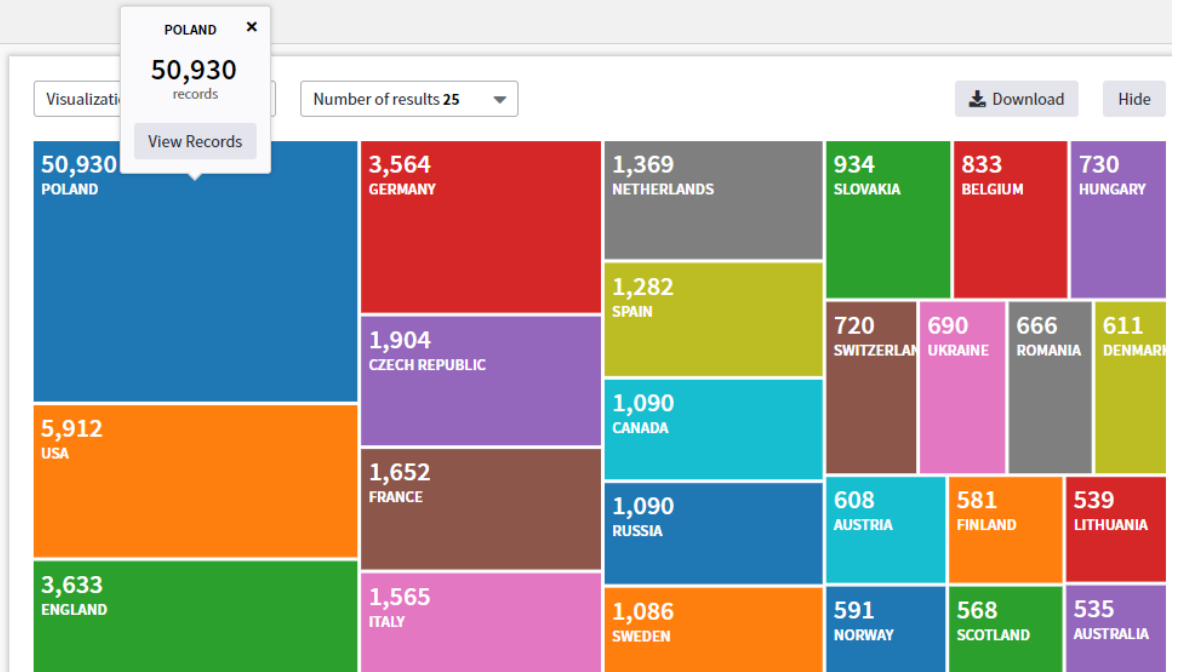 POLAND ×
50,930
records
View Records
Visualizati
Number of results 25
Download
Hide
50,930
POLAND
5,912
USA
3,633
ENGLAND
3,564
GERMANY
1,904
CZECH REPUBLIC
1,652
FRANCE
1,565
ITALY
1,369
NETHERLANDS
1,282
SPAIN
1,090
CANADA
1,090
RUSSIA
1,086
SWEDEN
934
SLOVAKIA
833
BELGIUM
730
HUNGARY
720
SWITZERLAN
690
UKRAINE
666
ROMANIA
611
DENMARK
608
AUSTRIA
581
FINLAND
539
LITHUANIA
591
NORWAY
568
SCOTLAND
535
AUSTRALIA